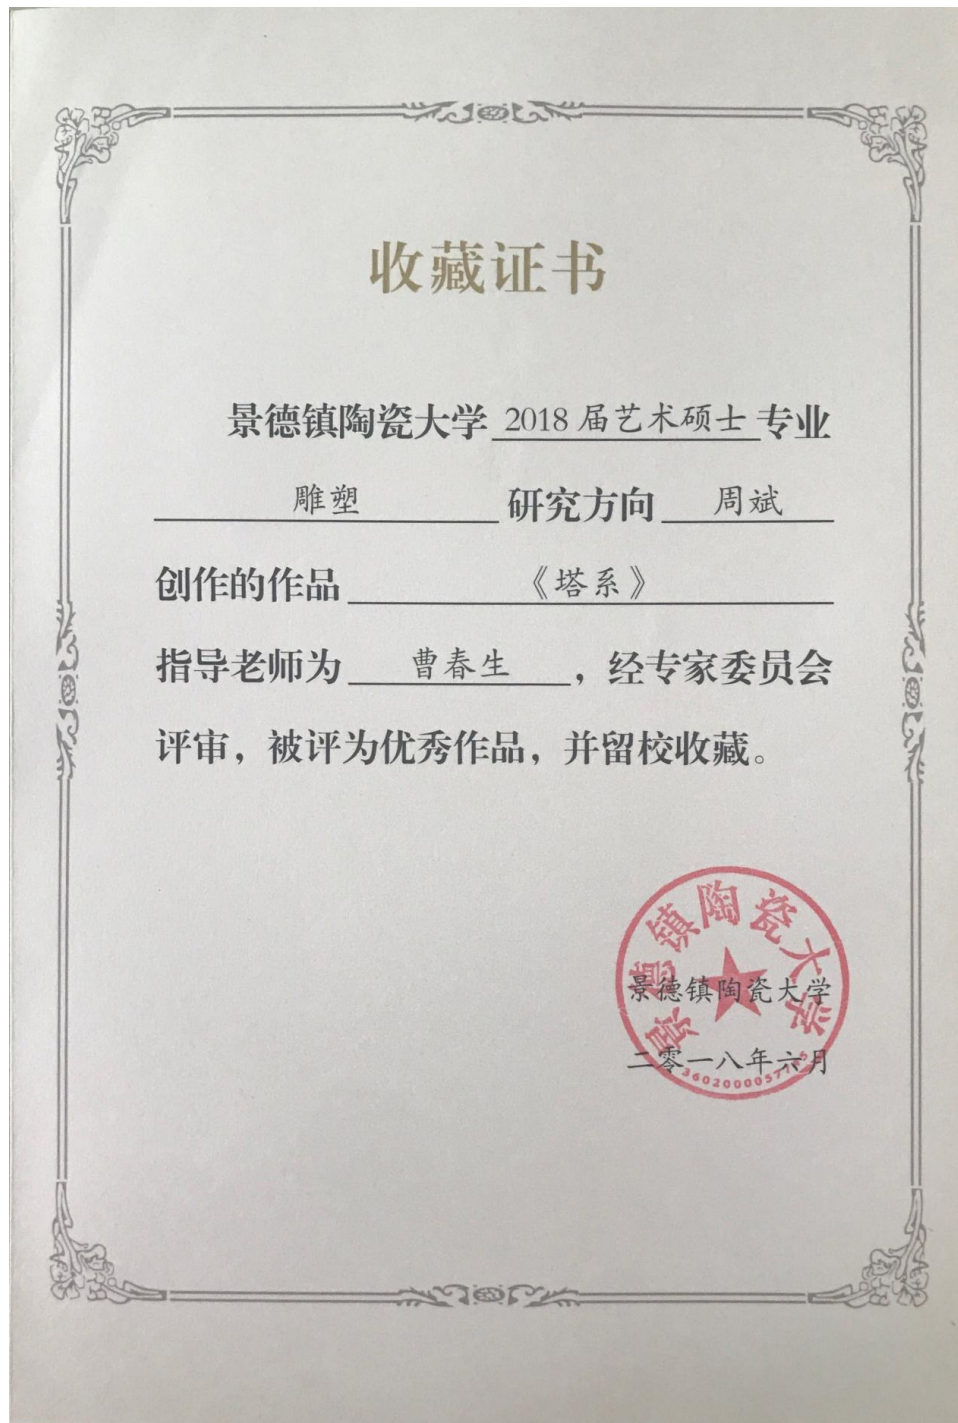 收藏证书
景德镇陶瓷大学 2018届艺术硕士 专业
雕塑 研究方向 周斌
创作的作品 《塔系》
指导老师为 曹春生 ，经专家委员会
评审，被评为优秀作品，并留校收藏。
景德镇陶瓷大学
景德镇陶瓷大学
二零一八年六月